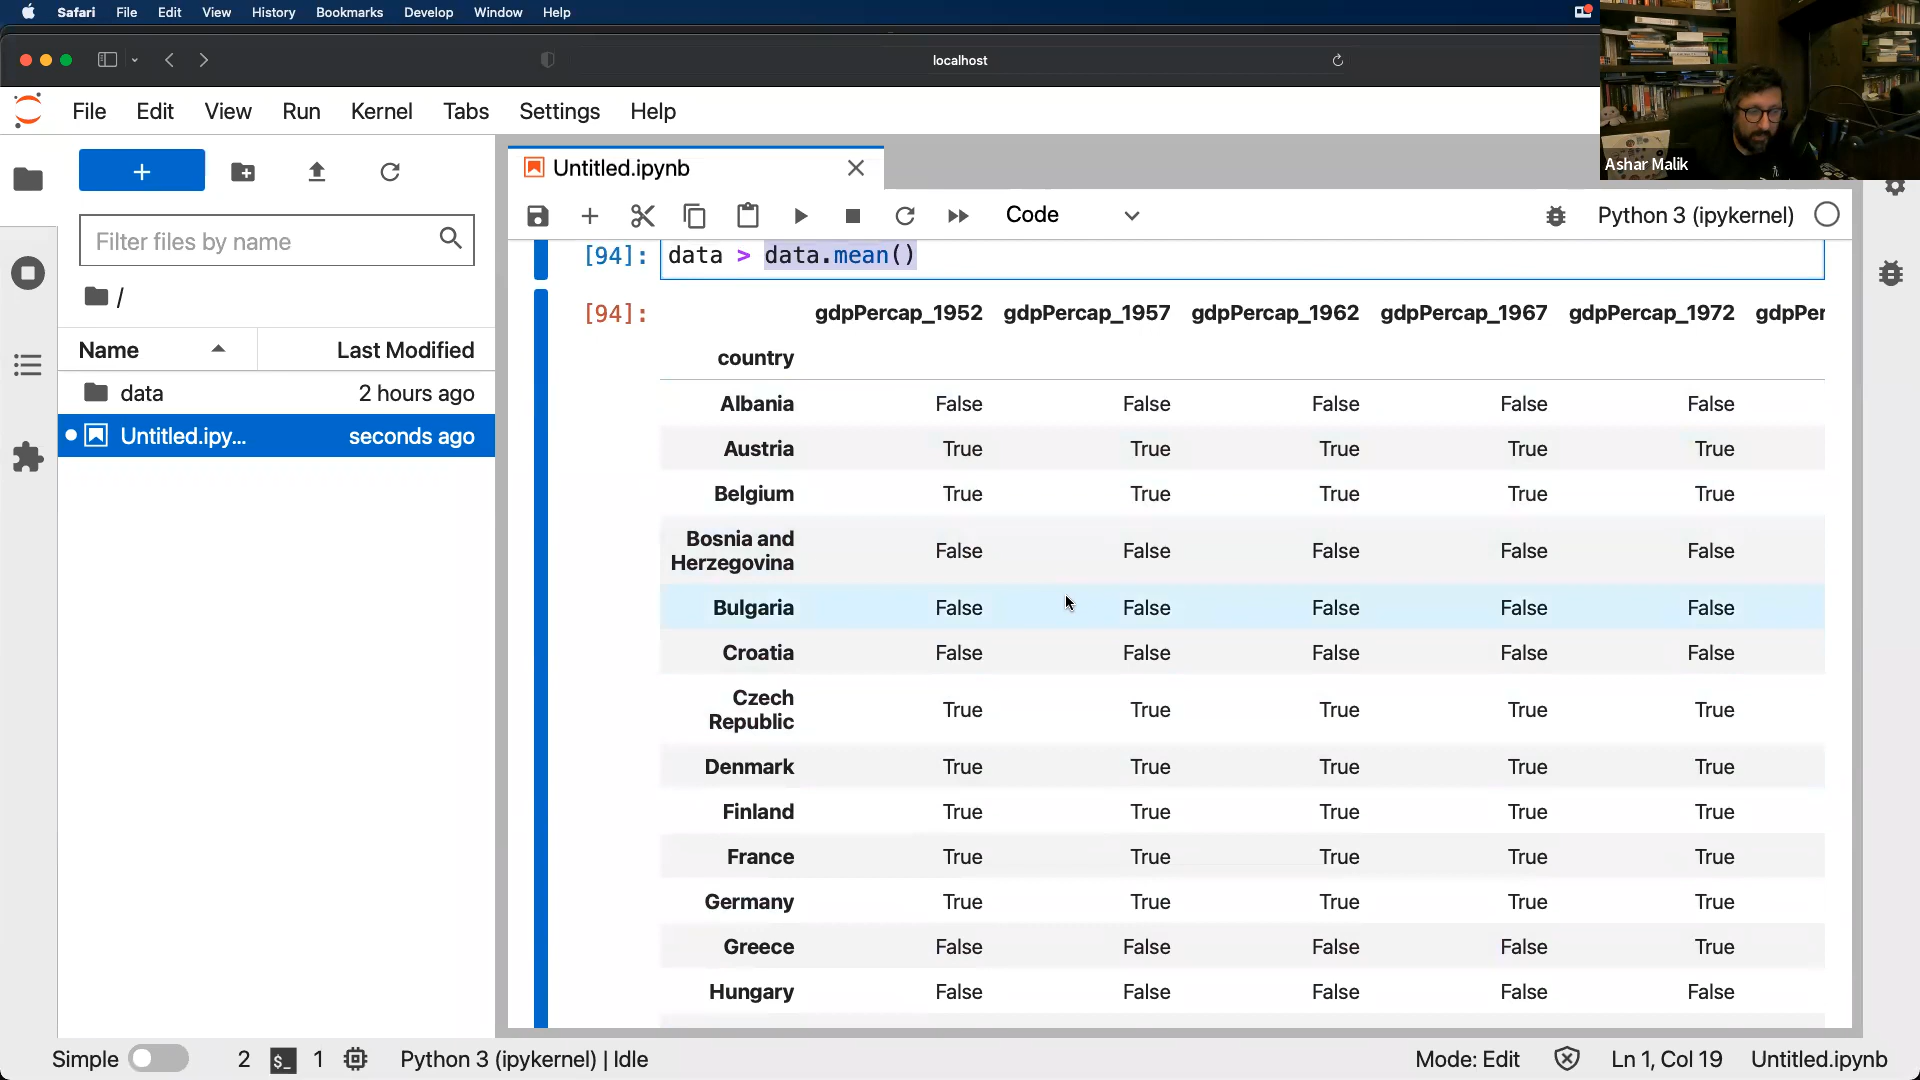 Safari File Edit View History Bookmarks Develop Window Help
localhost
File Edit View Run Kernel Tabs Settings Help
Ashar Malik
+
Untitled.ipynb
Code
Python 3 (ipykernel)
Filter files by name
/
Name Last Modified
data 2 hours ago
Untitled.ipy... seconds ago
[94]: data > data.mean()
[94]: gdpPercap_1952 gdpPercap_1957 gdpPercap_1962 gdpPercap_1967 gdpPercap_1972 gdpPer
country
Albania False False False False False
Austria True True True True True
Belgium True True True True True
Bosnia and
Herzegovina False False False False False
Bulgaria False False False False False
Croatia False False False False False
Czech
Republic True True True True True
Denmark True True True True True
Finland True True True True True
France True True True True True
Germany True True True True True
Greece False False False False True
Hungary False False False False False
Simple 2 $_ 1 Python 3 (ipykernel) | Idle Mode: Edit Ln 1, Col 19 Untitled.ipynb